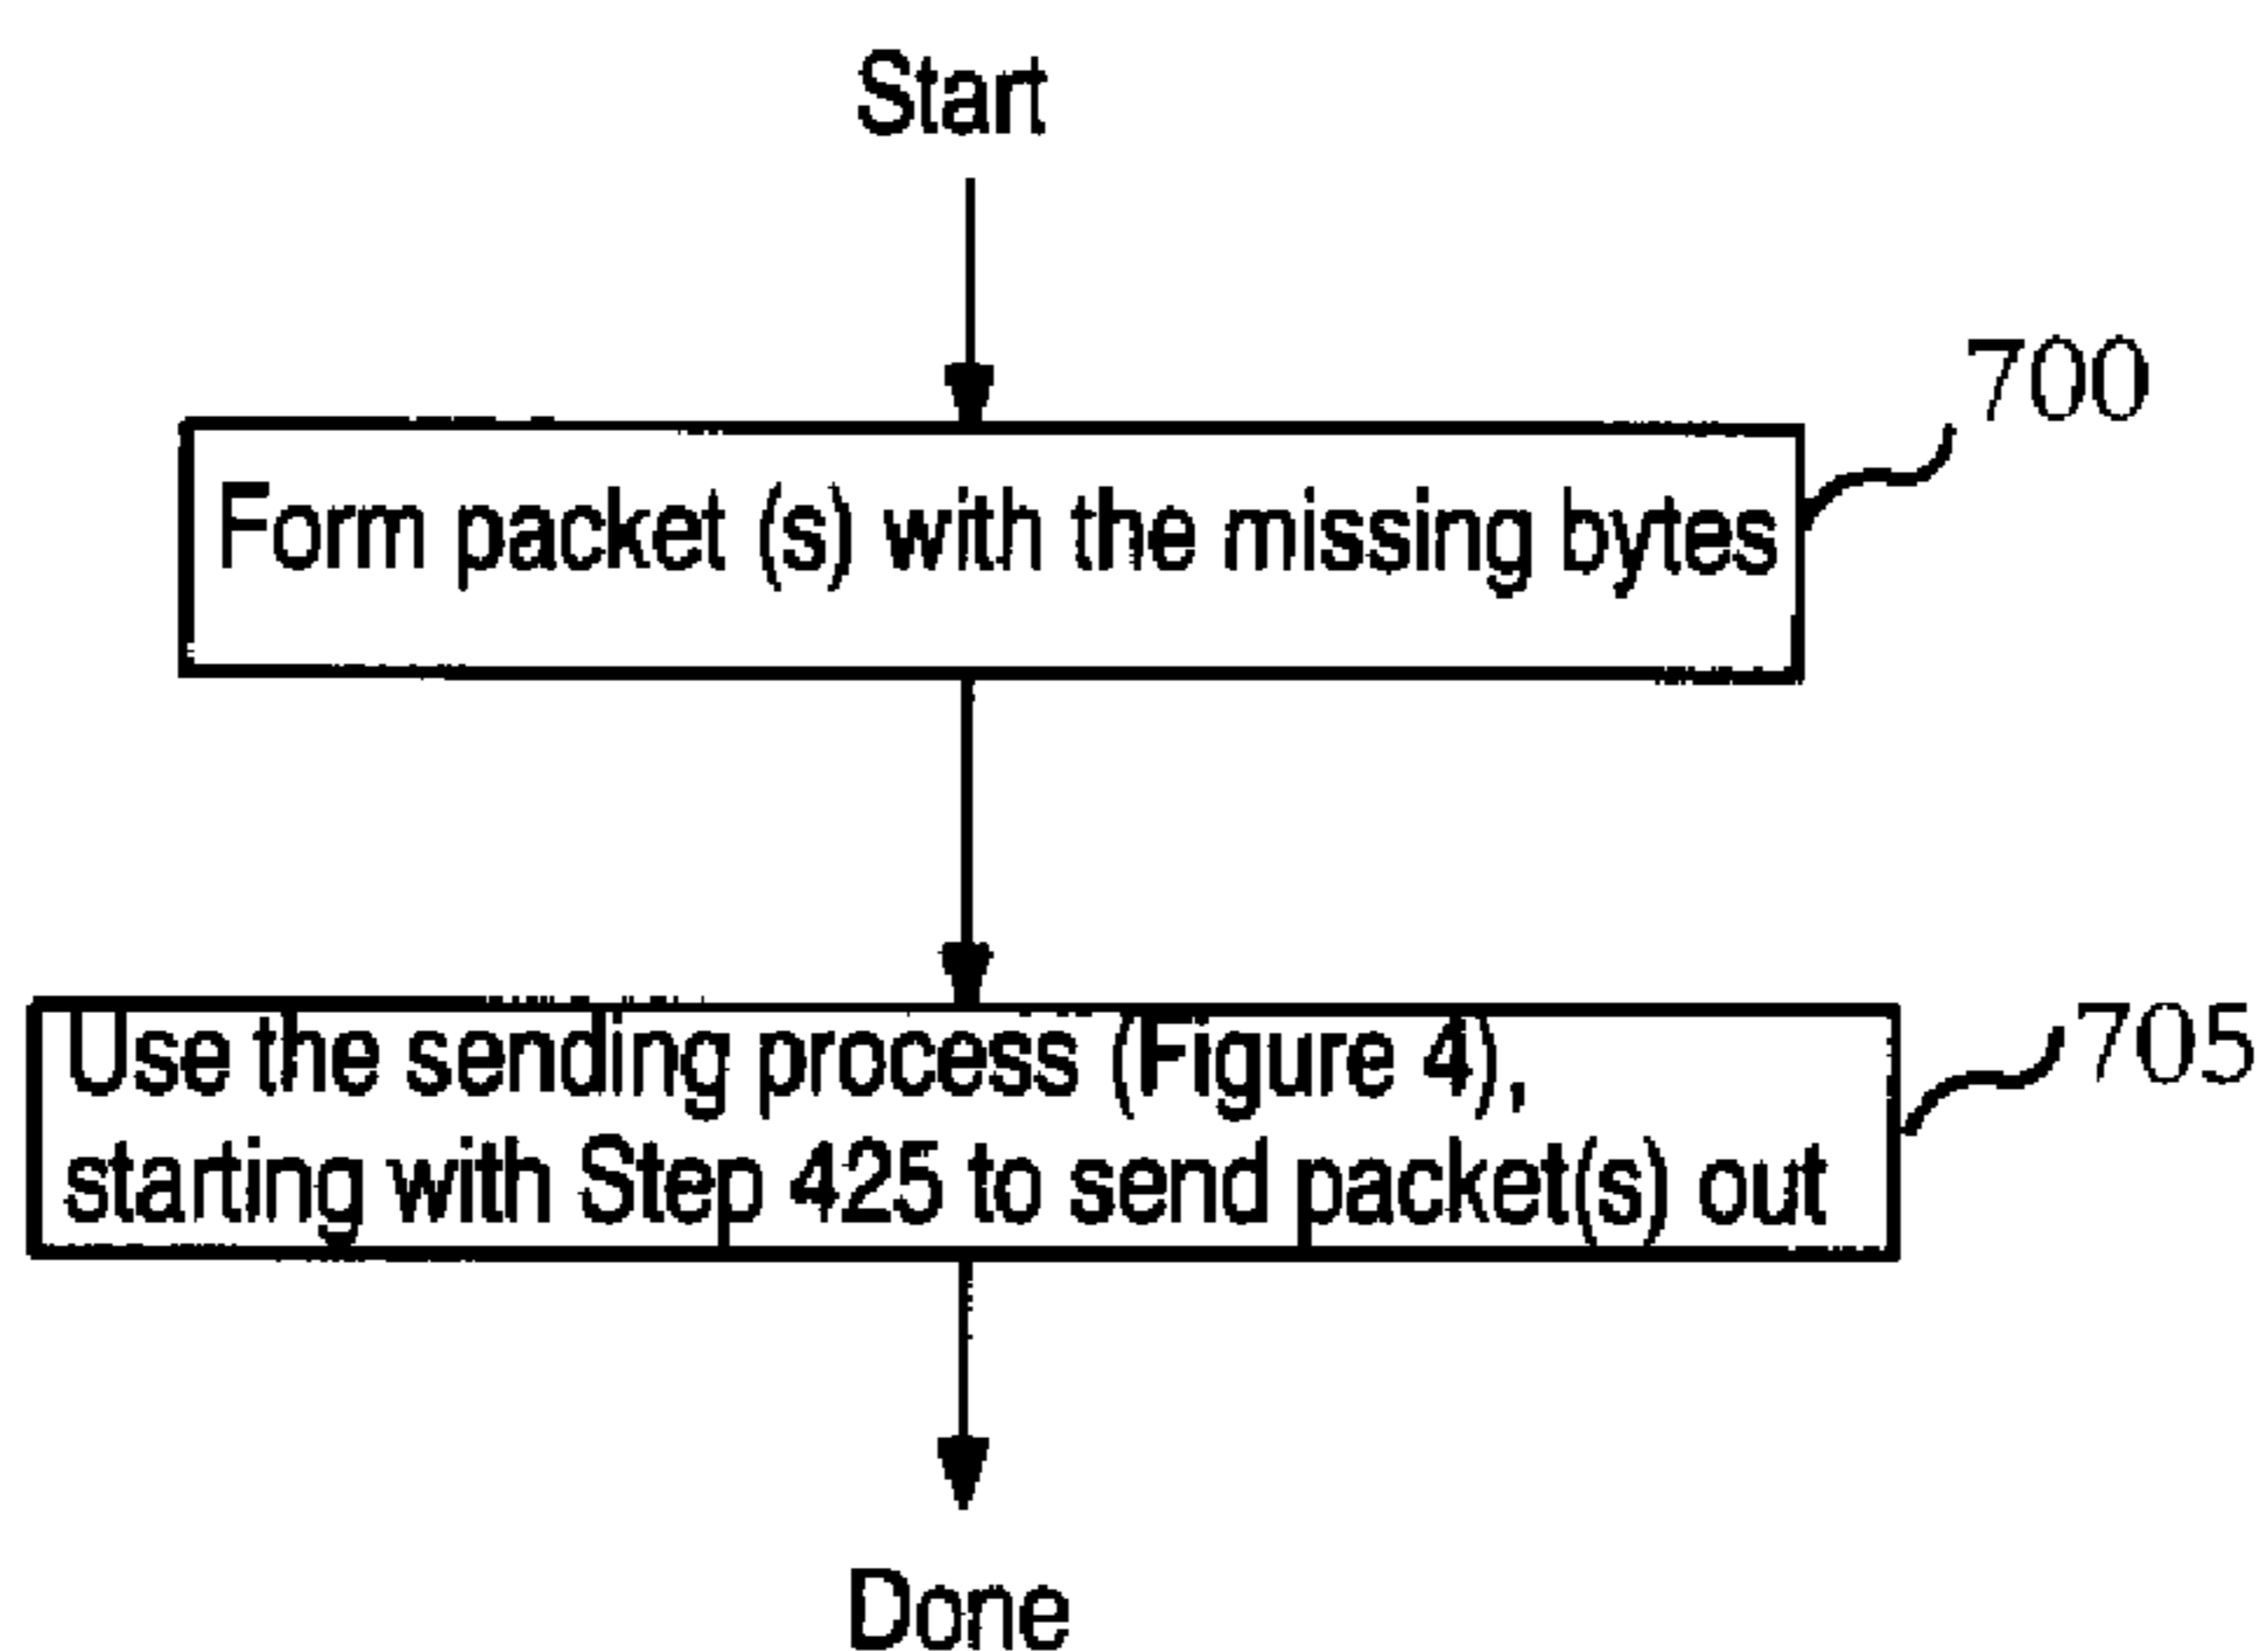 Start
700
Form packet (s) with the missing bytes
Use the sending process (Figure 4),
705
starting with Step 425 to send packet(s) out
Done